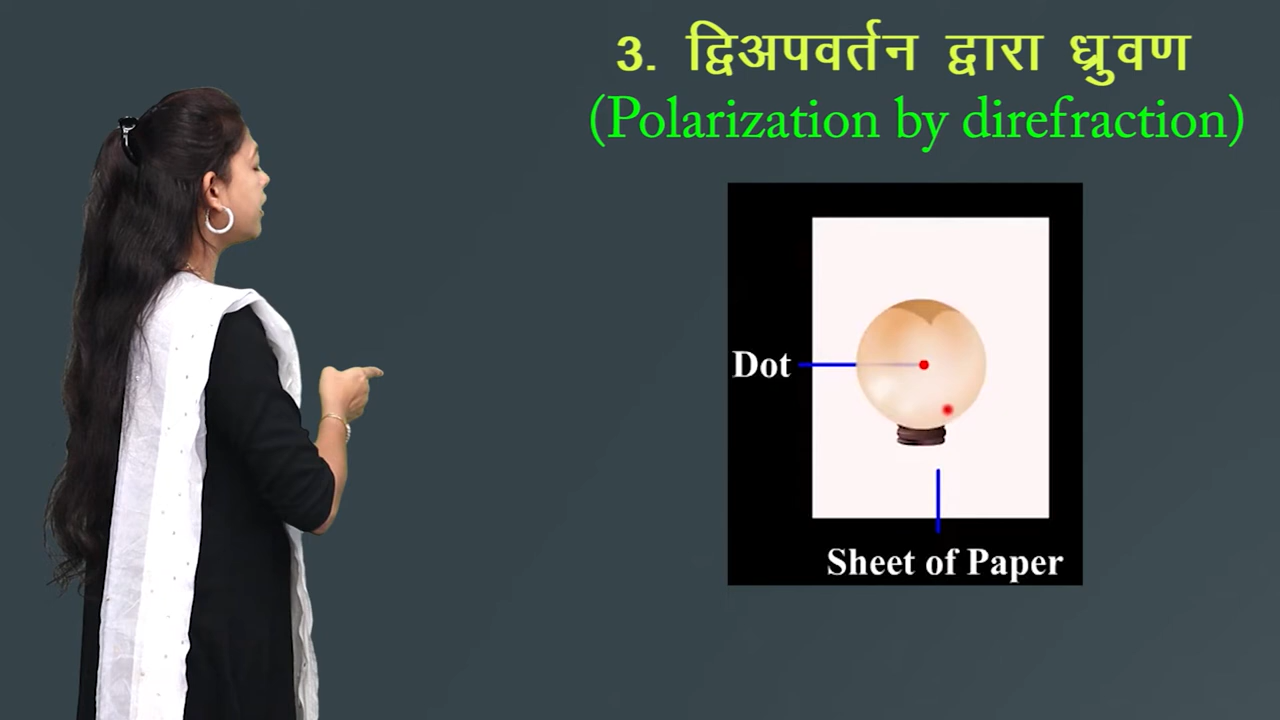 3. द्विअपवर्तन द्वारा ध्रुवण
(Polarization by direfraction)
Dot
Sheet of Paper